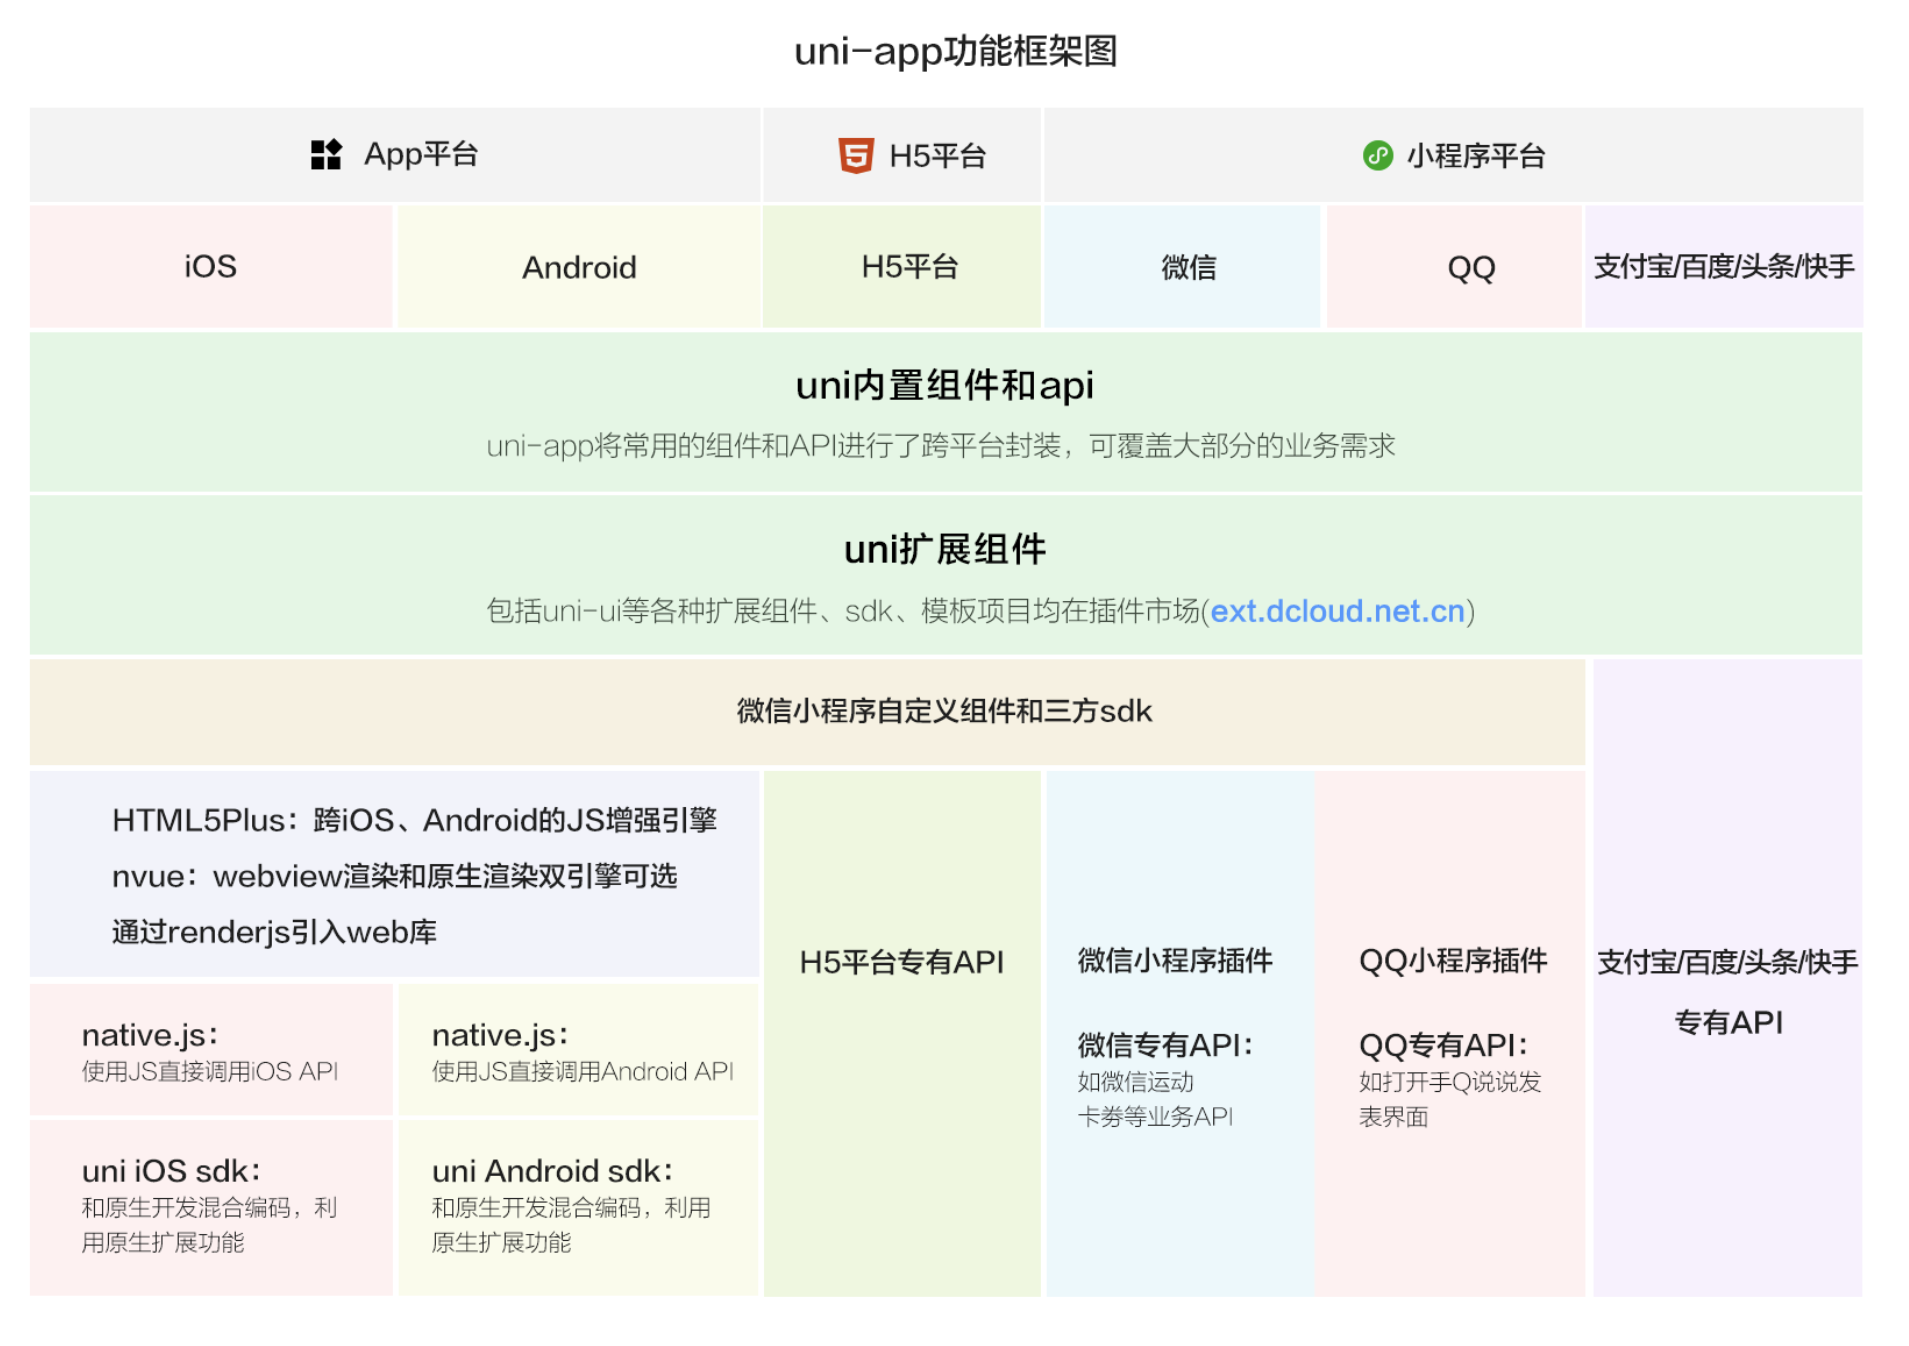 uni-app功能框架图
App平台
H5平台
小程序平台
iOS
Android
H5平台
微信
QQ
支付宝/百度/头条/快手
uni内置组件和api
uni-app将常用的组件和API进行了跨平台封装，可覆盖大部分的业务需求
uni扩展组件
包括uni-ui等各种扩展组件、sdk、模板项目均在插件市场(ext.dcloud.net.cn)
微信小程序自定义组件和三方sdk
HTML5Plus：跨iOS、Android的JS增强引擎
nvue：webview渲染和原生渲染双引擎可选
通过renderjs引入web库
native.js：
使用JS直接调用iOS API
native.js：
使用JS直接调用Android API
uni iOS sdk：
和原生开发混合编码，利
用原生扩展功能
uni Android sdk：
和原生开发混合编码，利用
原生扩展功能
H5平台专有API
微信小程序插件
微信专有API：
如微信运动
卡券等业务API
QQ小程序插件
QQ专有API：
如打开手Q说说发
表界面
支付宝/百度/头条/快手
专有API